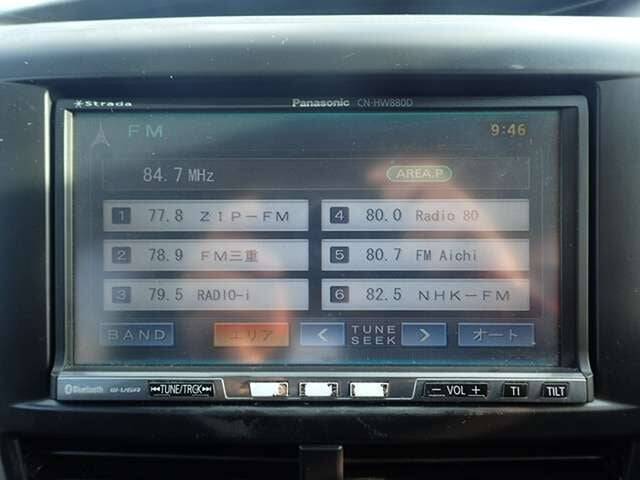 Strada Panasonic CN-HW880D
FM 9:46
84.7 MHz AREA.P
1 77.8 ZIP-FM
4 80.0 Radio 80
2 78.9 FM三重
5 80.7 FM Aichi
3 79.5 RADIO-i
6 82.5 NHK-FM
BAND エリア < TUNE SEEK > オート
Bluetooth TUNE/TRCK − VOL + TI TILT